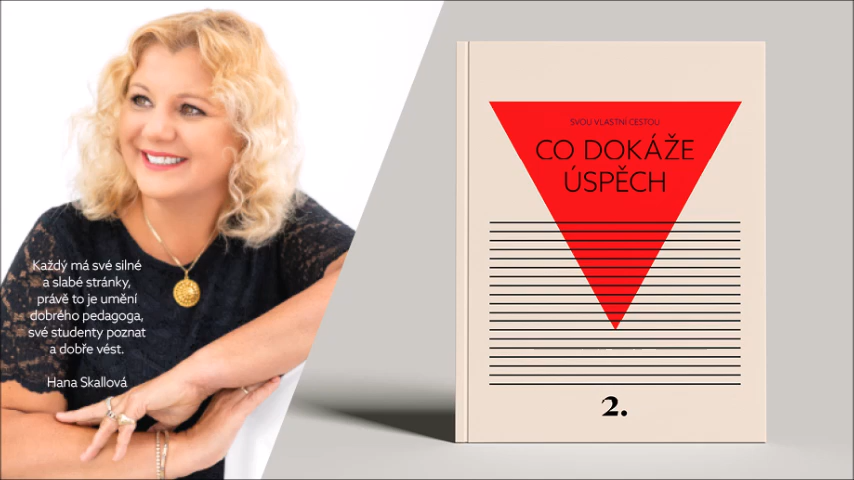 Každý má své silné
a slabé stránky,
právě to je umění
dobrého pedagoga,
své studenty poznat
a dobře vést.
Hana Skallová
SVOU VLASTNÍ CESTOU
CO DOKÁŽE
ÚSPĚCH
2.